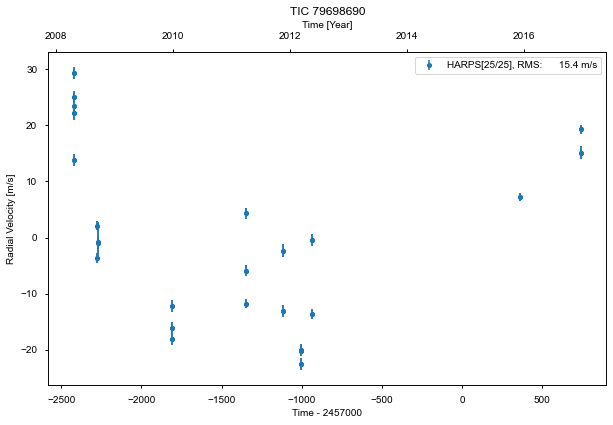 TIC 79698690
Time [Year]
2008 2010 2012 2014 2016
HARPS[25/25], RMS: 15.4 m/s
Radial Velocity [m/s]
30
20
10
0
−10
−20
−2500 −2000 −1500 −1000 −500 0 500
Time - 2457000